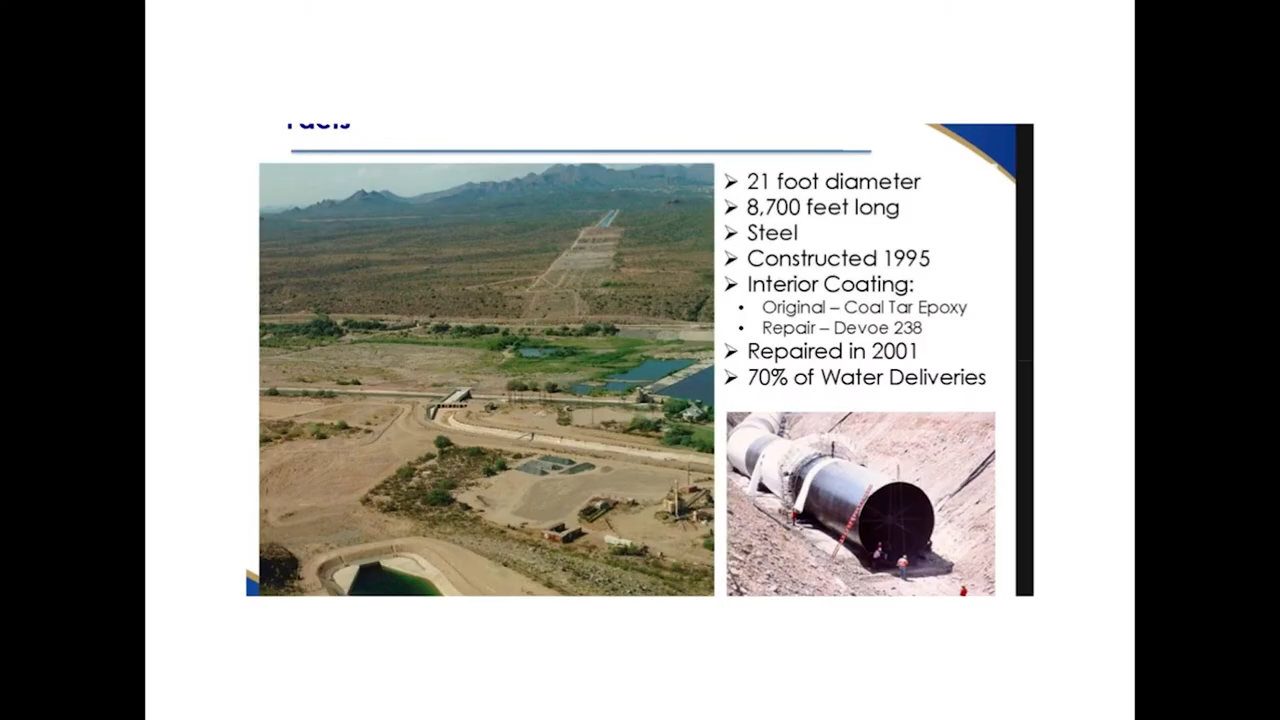 ➢ 21 foot diameter
➢ 8,700 feet long
➢ Steel
➢ Constructed 1995
➢ Interior Coating:
• Original – Coal Tar Epoxy
• Repair – Devoe 238
➢ Repaired in 2001
➢ 70% of Water Deliveries